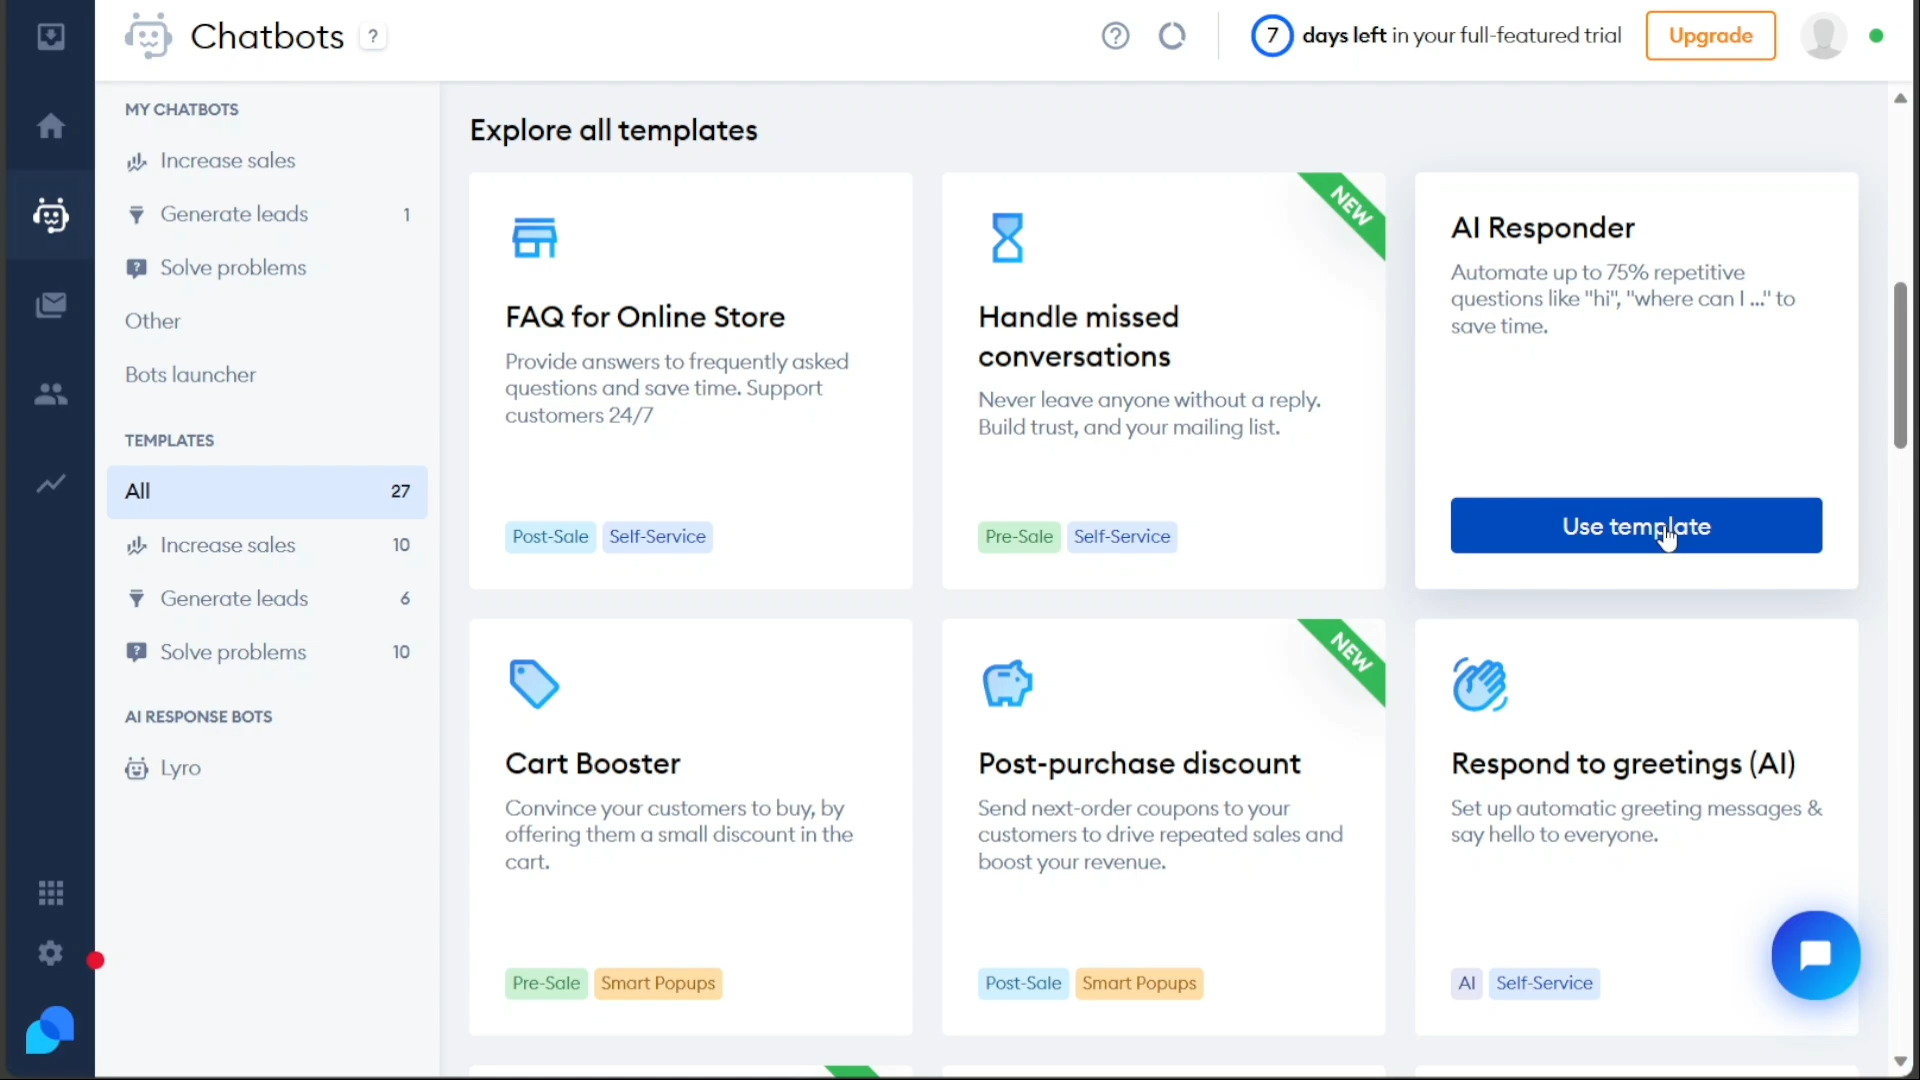 Chatbots ?
7 days left in your full-featured trial
Upgrade
MY CHATBOTS
Increase sales
Generate leads 1
Solve problems
Other
Bots launcher
TEMPLATES
All 27
Increase sales 10
Generate leads 6
Solve problems 10
AI RESPONSE BOTS
Lyro
Explore all templates
FAQ for Online Store
Provide answers to frequently asked
questions and save time. Support
customers 24/7
Post-Sale Self-Service
NEW
Handle missed
conversations
Never leave anyone without a reply.
Build trust, and your mailing list.
Pre-Sale Self-Service
AI Responder
Automate up to 75% repetitive
questions like "hi", "where can I ..." to
save time.
Use template
Cart Booster
Convince your customers to buy, by
offering them a small discount in the
cart.
Pre-Sale Smart Popups
NEW
Post-purchase discount
Send next-order coupons to your
customers to drive repeated sales and
boost your revenue.
Post-Sale Smart Popups
Respond to greetings (AI)
Set up automatic greeting messages &
say hello to everyone.
AI Self-Service